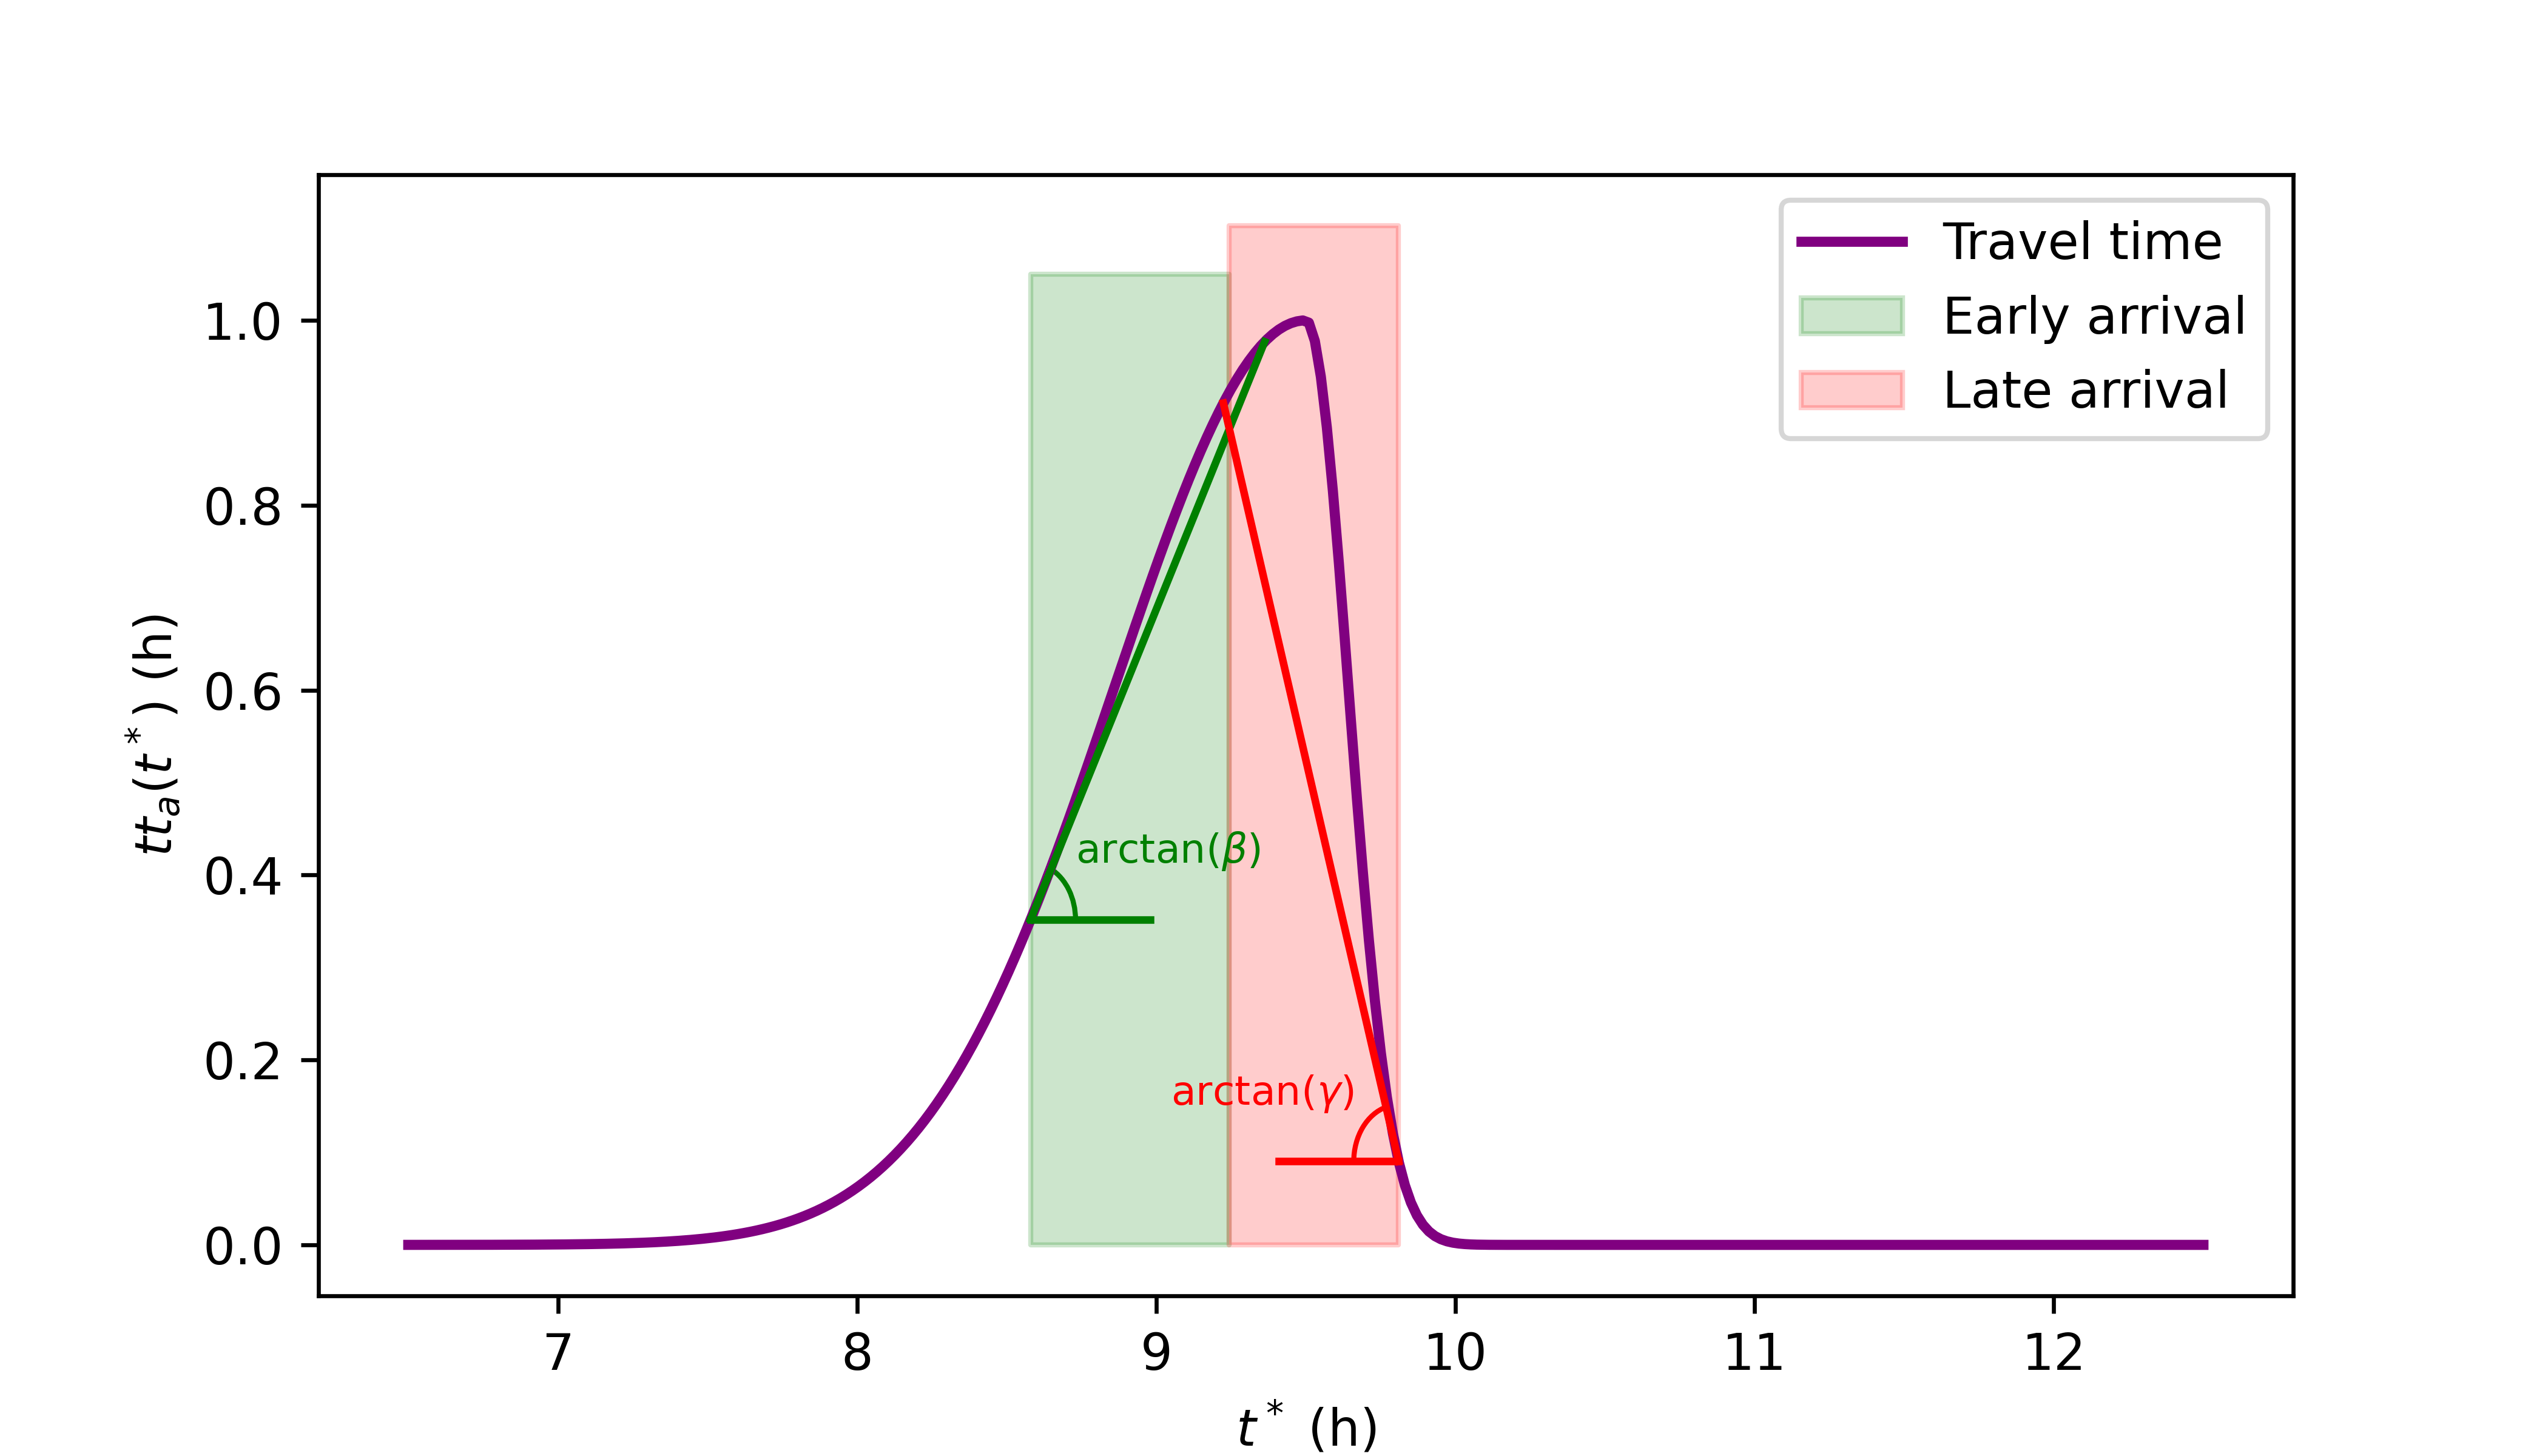 Travel time
Early arrival
Late arrival
1.0
0.8
0.6
0.4
0.2
0.0
tt_a(t*) (h)
arctan(β)
arctan(γ)
7 8 9 10 11 12
t* (h)